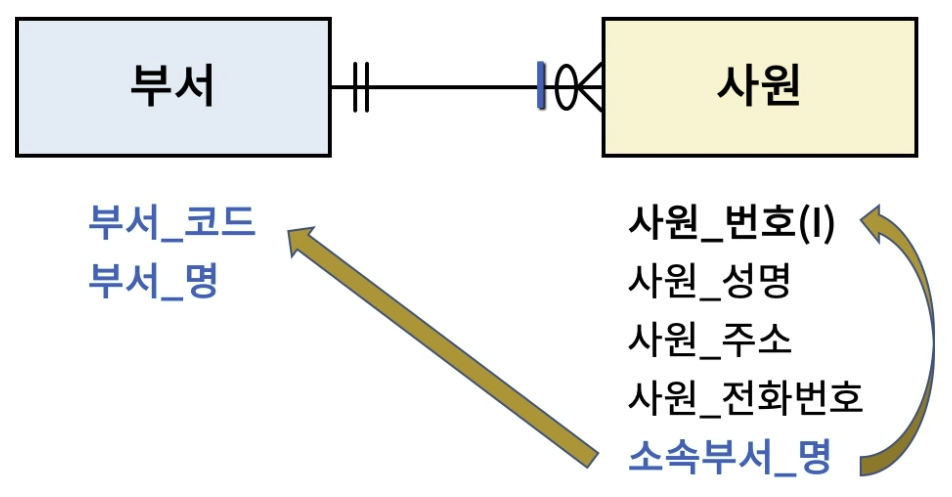 부서
사원
부서_코드
부서_명
사원_번호(I)
사원_성명
사원_주소
사원_전화번호
소속부서_명